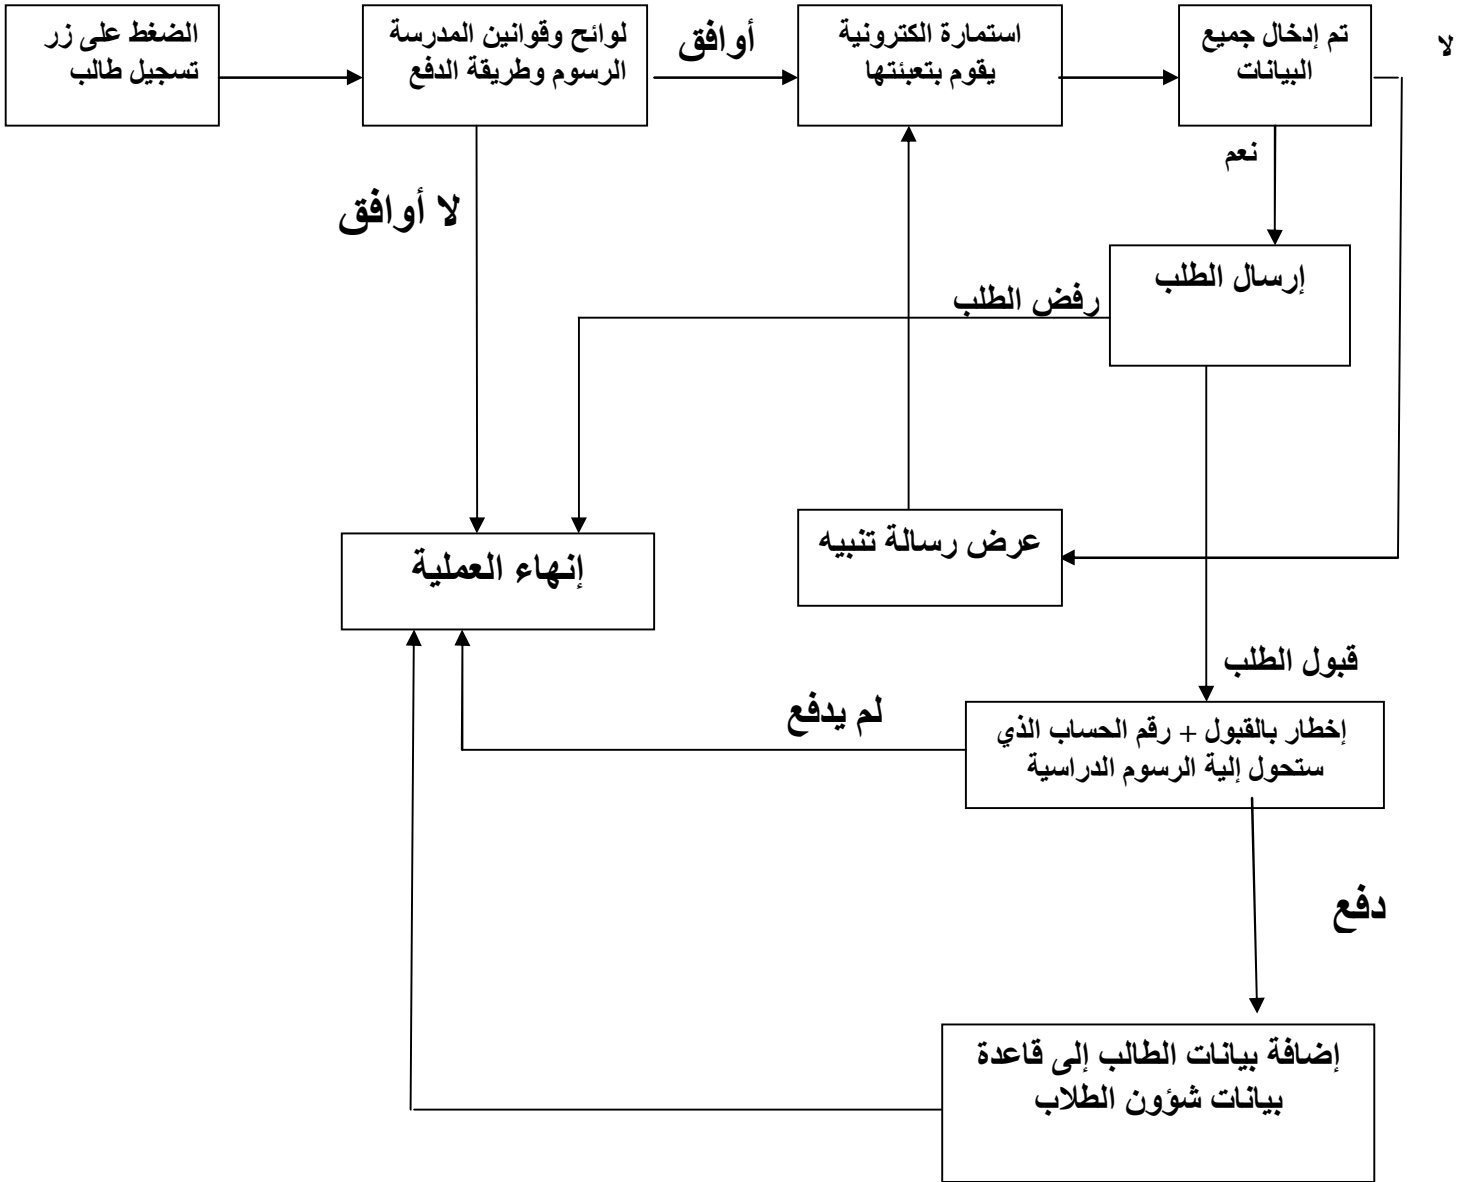 الضغط على زر
تسجيل طالب
لوائح وقوانين المدرسة
الرسوم وطريقة الدفع
أوافق
استمارة الكترونية
يقوم بتعبئتها
تم إدخال جميع
البيانات
لا
نعم
لا أوافق
إرسال الطلب
رفض الطلب
عرض رسالة تنبيه
إنهاء العملية
قبول الطلب
لم يدفع
إخطار بالقبول + رقم الحساب الذي
ستحول إلية الرسوم الدراسية
دفع
إضافة بيانات الطالب إلى قاعدة
بيانات شؤون الطلاب